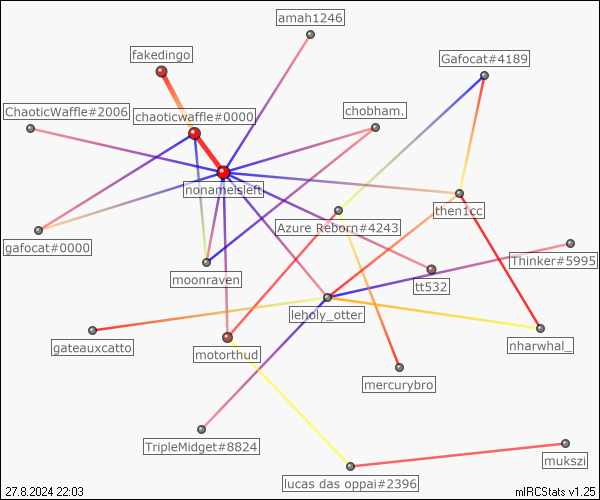 amah1246
fakedingo
Gafocat#4189
ChaoticWaffle#2006
chaoticwaffle#0000
chobham.
nonameisleft
then1cc
Azure Reborn#4243
gafocat#0000
Thinker#5995
moonraven
tt532
leholy_otter
gateauxcatto
motorthud
nharwhal_
mercurybro
TripleMidget#8824
mukszi
lucas das oppai#2396
27.8.2024 22:03
mIRCStats v1.25